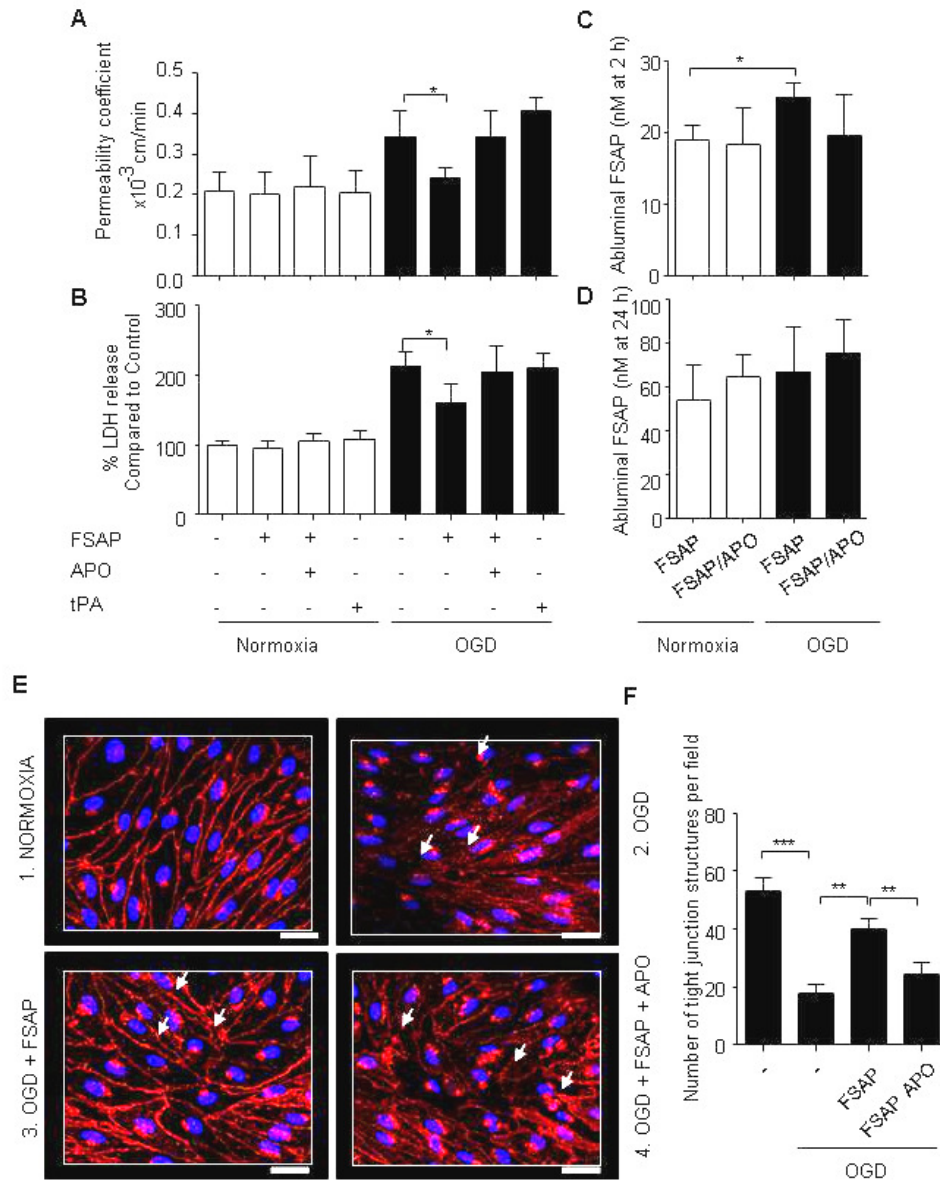 A
Permeability coefficient
x10-3 cm/min
0.5
0.4
0.3
0.2
0.1
0.0
*
B
% LDH release
Compared to Control
300
200
100
0
*
FSAP - + + - - + + -
APO - - + - - - + -
tPA - - - + - - - +
Normoxia
OGD
C
Abluminal FSAP (nM at 2 h)
30
20
10
0
*
D
Abluminal FSAP (nM at 24 h)
100
80
60
40
20
0
FSAP
FSAP/APO
FSAP
FSAP/APO
Normoxia
OGD
E
1. NORMOXIA
2. OGD
3. OGD + FSAP
4. OGD + FSAP + APO
F
Number of tight junction structures per field
80
60
40
20
0
***
**
**
-
-
FSAP
FSAP APO
OGD